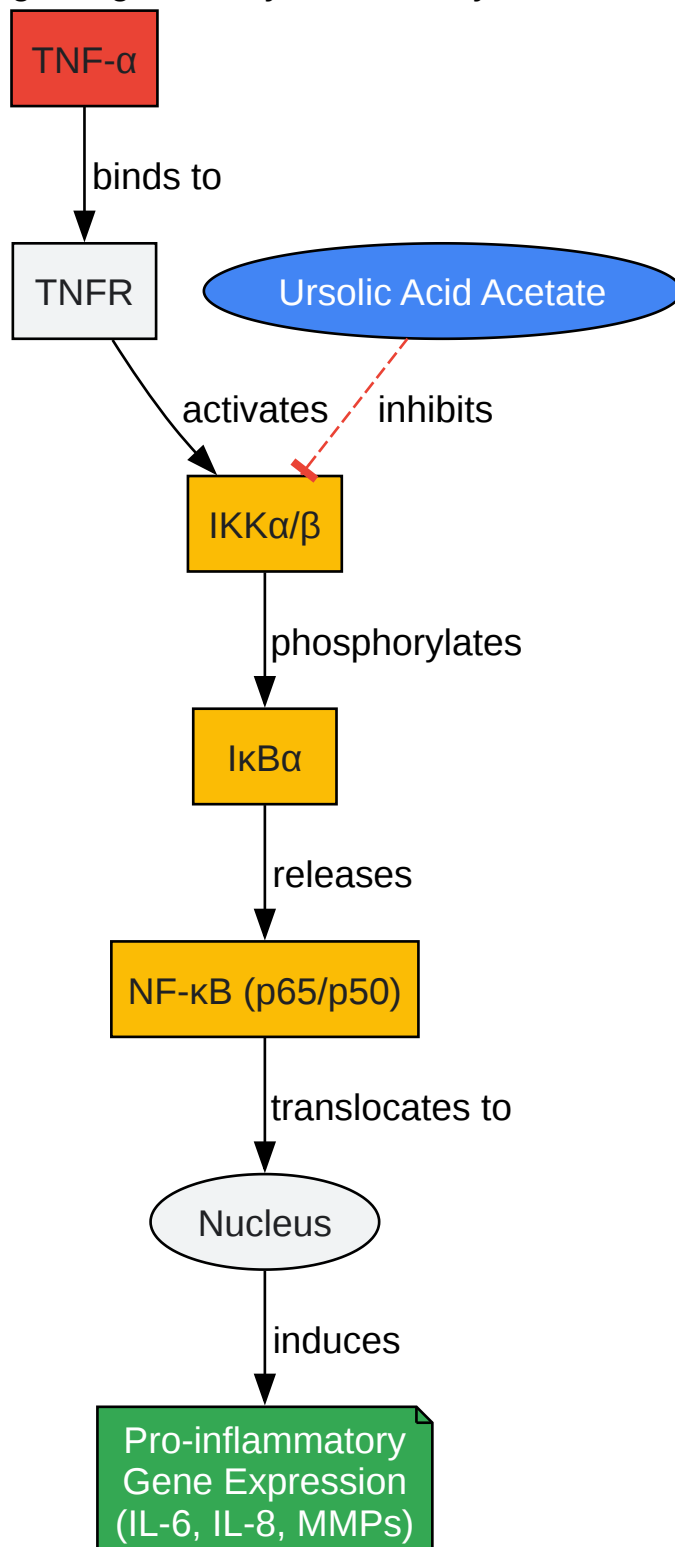 TNF-α
binds to
TNFR
Ursolic Acid Acetate
activates
inhibits
IKKα/β
phosphorylates
IκBα
releases
NF-κB (p65/p50)
translocates to
Nucleus
induces
Pro-inflammatory
Gene Expression
(IL-6, IL-8, MMPs)